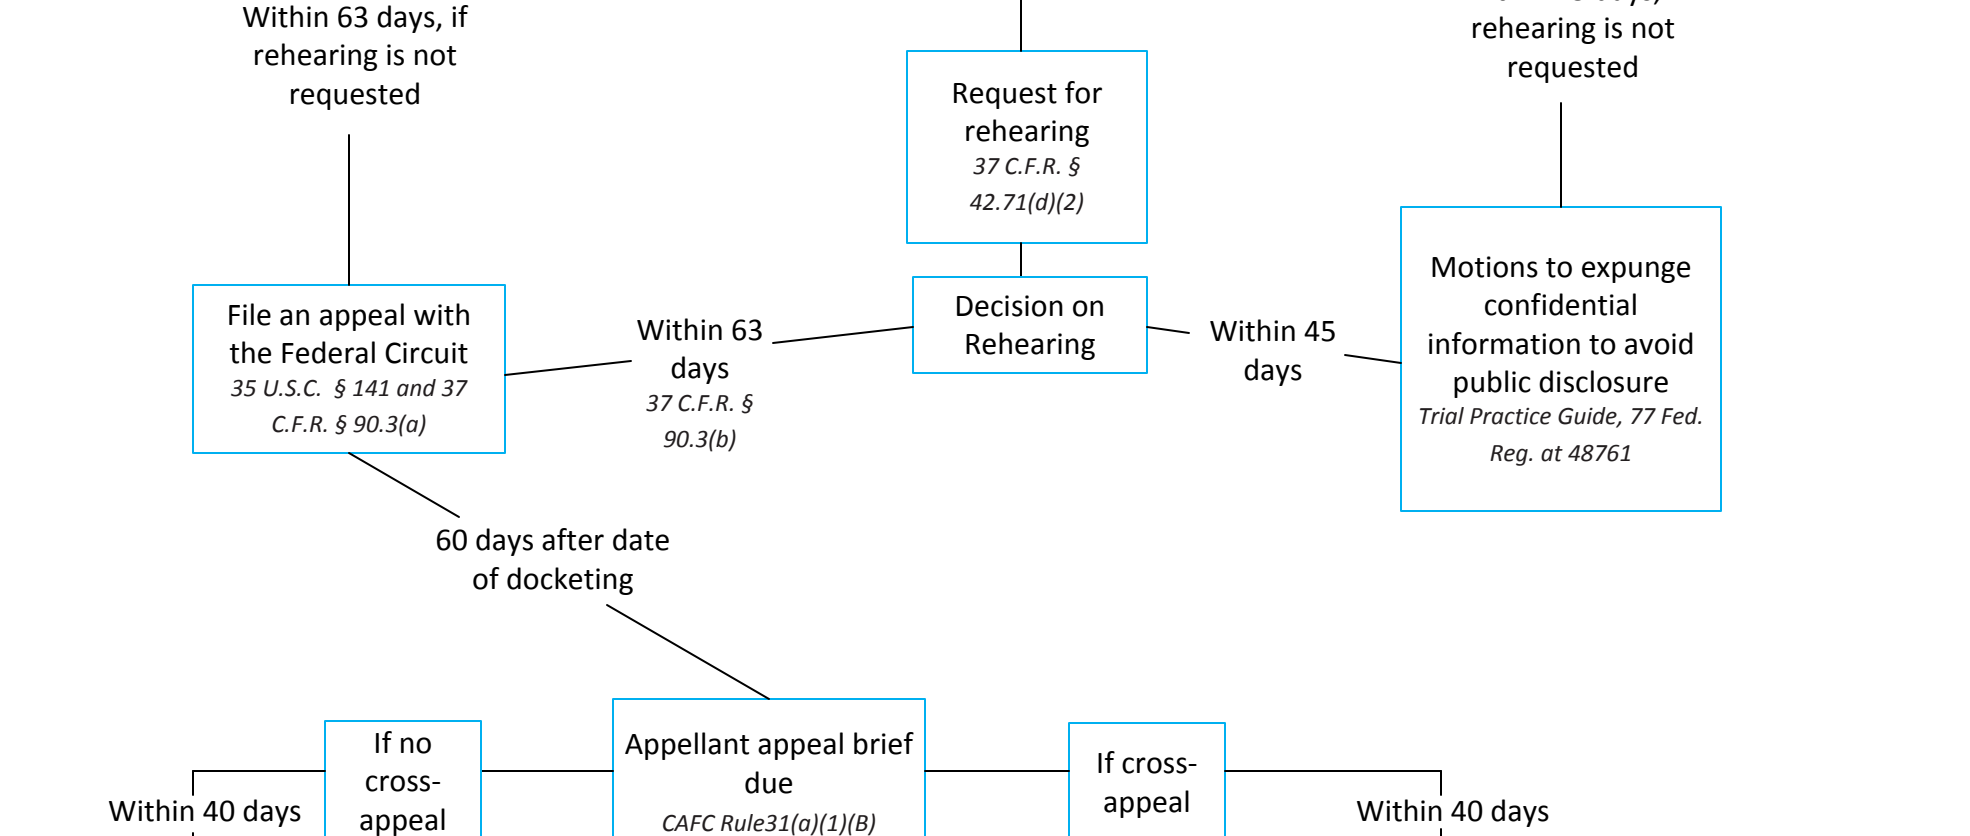 Within 63 days, if
rehearing is not
requested
rehearing is not
requested
Request for
rehearing
37 C.F.R. §
42.71(d)(2)
File an appeal with
the Federal Circuit
35 U.S.C.  § 141 and 37
C.F.R. § 90.3(a)
Within 63
days
37 C.F.R. §
90.3(b)
Decision on
Rehearing
Within 45
days
Motions to expunge
confidential
information to avoid
public disclosure
Trial Practice Guide, 77 Fed.
Reg. at 48761
60 days after date
of docketing
Within 40 days
If no
cross-
appeal
Appellant appeal brief
due
CAFC Rule31(a)(1)(B)
If cross-
appeal
Within 40 days